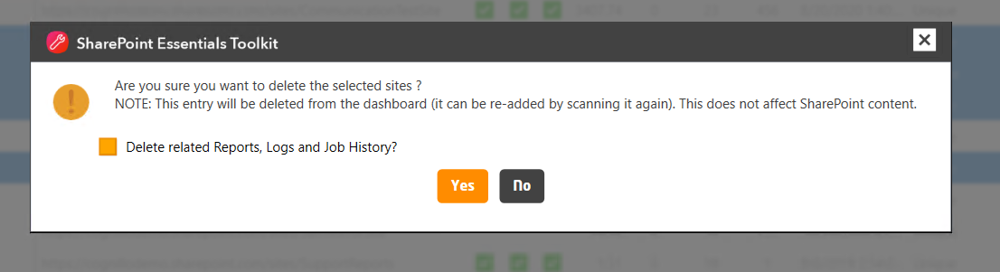 SharePoint Essentials Toolkit
Are you sure you want to delete the selected sites ?
NOTE: This entry will be deleted from the dashboard (it can be re-added by scanning it again). This does not affect SharePoint content.
Delete related Reports, Logs and Job History?
Yes No